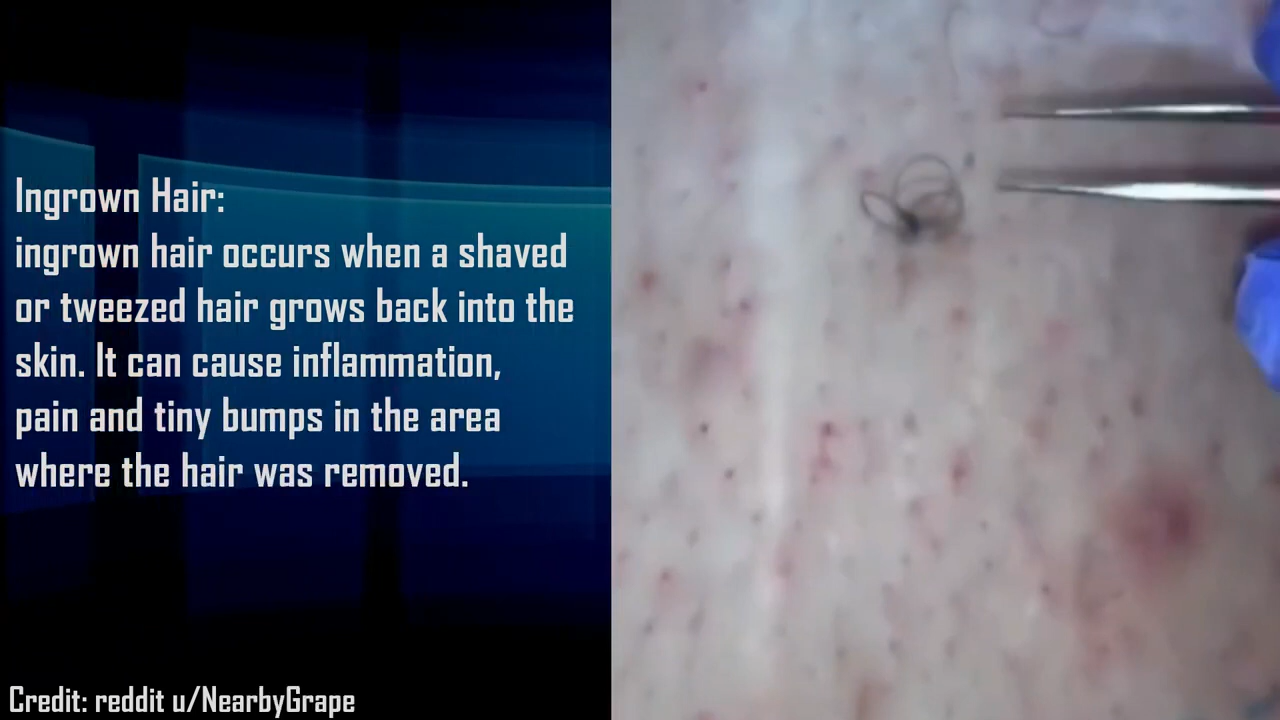 Ingrown Hair:
ingrown hair occurs when a shaved
or tweezed hair grows back into the
skin. It can cause inflammation,
pain and tiny bumps in the area
where the hair was removed.
Credit: reddit u/NearbyGrape